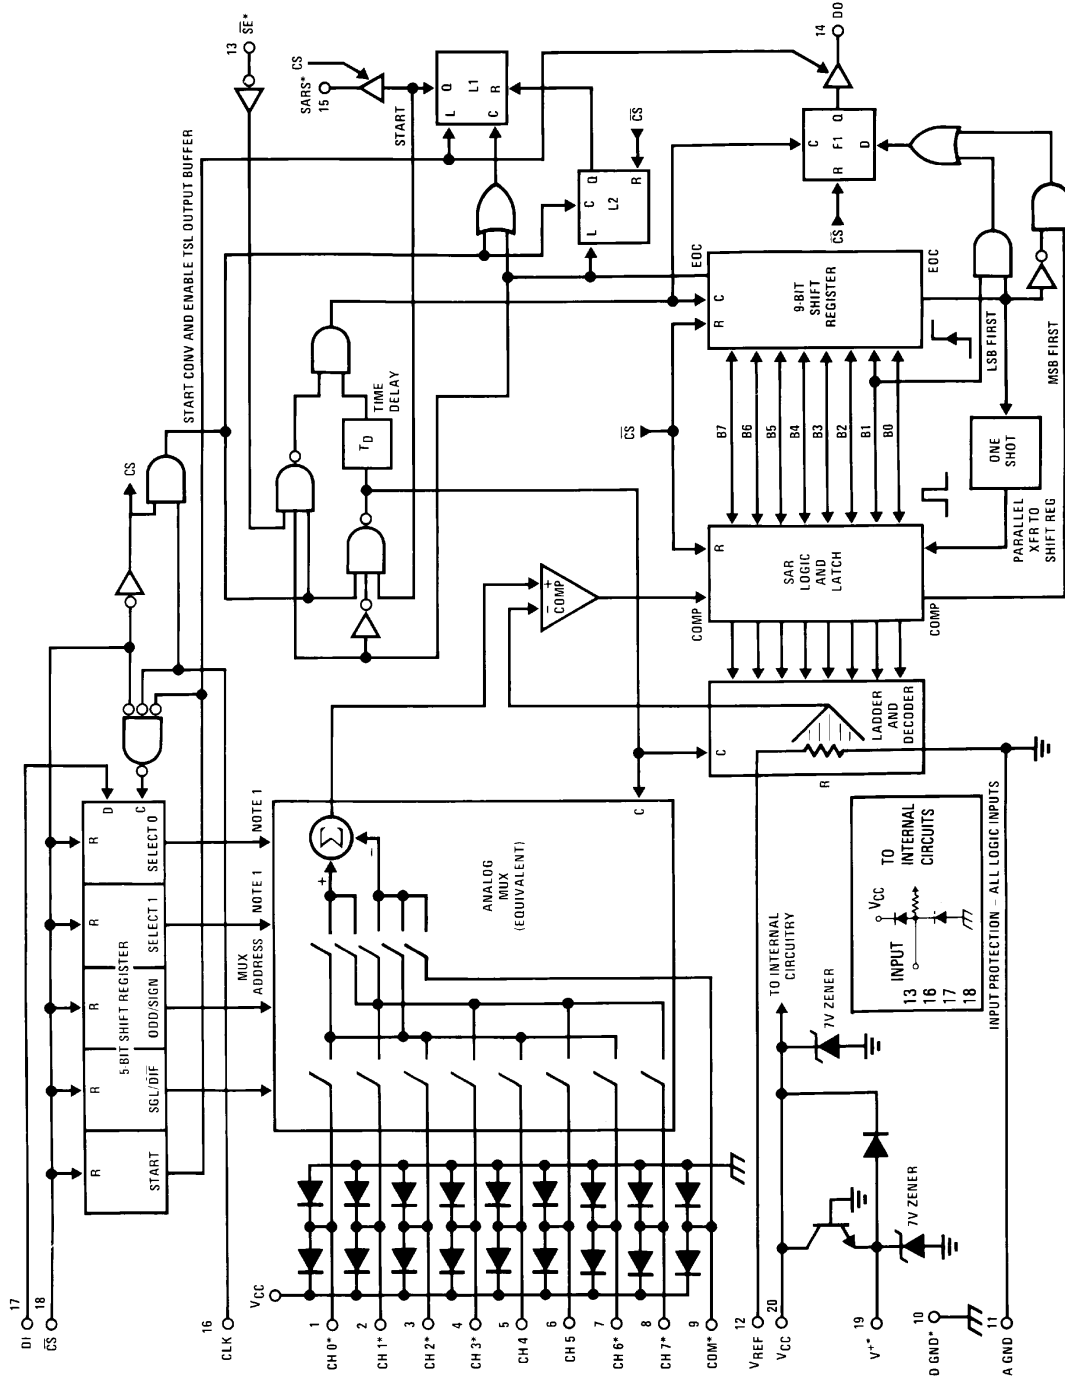 DI
17
C̅S̅
18
5-BIT SHIFT REGISTER
START
SGL/D̅I̅F̅
ODD/SIGN
SELECT 1
SELECT 0
R
R
R
R
R
D
C
CS
START CONV AND ENABLE TSL OUTPUT BUFFER
13
S̅E̅*
SARS*
15
CS
START
L
Q
L1
C
R
16
CLK
MUX
ADDRESS
NOTE 1
NOTE 1
TIME
DELAY
TD
L
C
Q
L2
R
C̅S̅
14
DO
C
Q
F1
R
D
C̅S̅
VCC
1
CH 0*
2
CH 1*
3
CH 2*
4
CH 3*
5
CH 4
6
CH 5
7
CH 6*
8
CH 7*
9
COM*
Σ
+
−
ANALOG
MUX
(EQUIVALENT)
C
+
−
COMP
C̅S̅
EOC
R
C
9-BIT
SHIFT
REGISTER
EOC
B7
B6
B5
B4
B3
B2
B1
B0
COMP
R
SAR
LOGIC
AND
LATCH
COMP
C
LADDER
AND
DECODER
R
LSB FIRST
MSB FIRST
ONE
SHOT
PARALLEL
XFR TO
SHIFT REG
12
VREF
20
VCC
TO INTERNAL
CIRCUITRY
7V ZENER
19
V+*
7V ZENER
10
D GND*
11
A GND
INPUT
VCC
TO
INTERNAL
CIRCUITS
13
16
17
18
INPUT PROTECTION – ALL LOGIC INPUTS